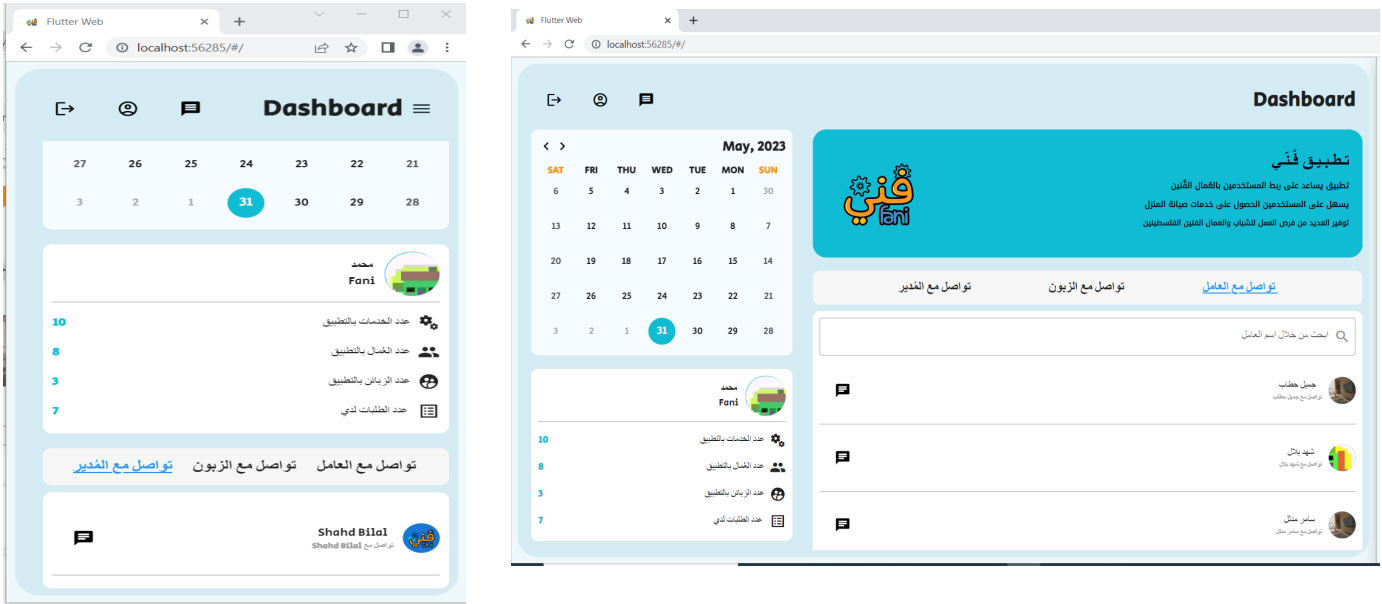 Flutter Web
localhost:56285/#/
Dashboard
27 26 25 24 23 22 21
3 2 1 31 30 29 28
محمد
Fani
عدد الخدمات بالتطبيق 10
عدد العُمال بالتطبيق 8
عدد الزبائن بالتطبيق 3
عدد الطلبات لدي 7
تواصل مع العامل تواصل مع الزبون تواصل مع المُدير
Shahd Bilal
تواصل مع Shahd Bilal
Flutter Web
localhost:56285/#/
Dashboard
May, 2023
SAT FRI THU WED TUE MON SUN
6 5 4 3 2 1 30
13 12 11 10 9 8 7
20 19 18 17 16 15 14
27 26 25 24 23 22 21
3 2 1 31 30 29 28
محمد
Fani
عدد الخدمات بالتطبيق 10
عدد العُمال بالتطبيق 8
عدد الزبائن بالتطبيق 3
عدد الطلبات لدي 7
تطبيق فَنّي
تطبيق يساعد على ربط المستخدمين بالعُمال الفَّنين
يسهل على المستخدمين الحصول على خدمات صيانة المنزل
توفير العديد من فرص العمل للشباب والعمال الفنين الفلسطينين
فني
Fani
تواصل مع العامل تواصل مع الزبون تواصل مع المُدير
ابحث من خلال اسم العامل
جميل حطاب
تواصل مع جميل حطاب
شهد بلال
تواصل مع شهد بلال
سامر منال
تواصل مع سامر منال